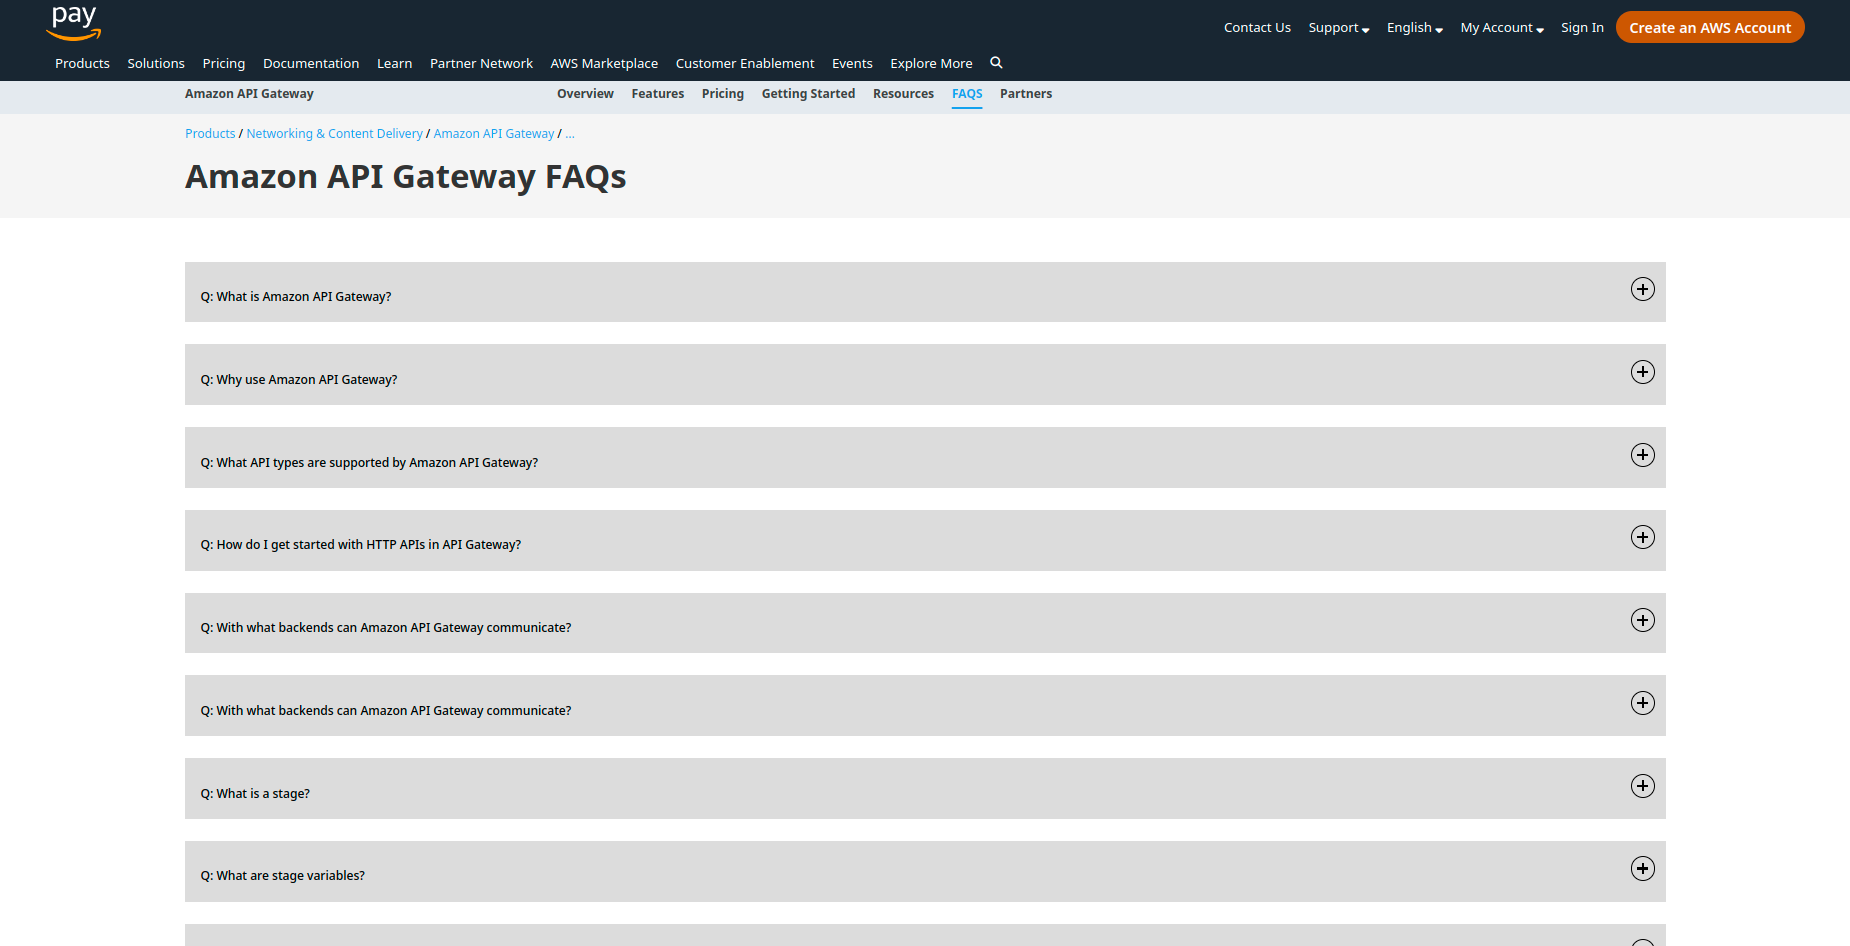 pay
Contact Us Support English My Account Sign In Create an AWS Account
Products Solutions Pricing Documentation Learn Partner Network AWS Marketplace Customer Enablement Events Explore More
Amazon API Gateway Overview Features Pricing Getting Started Resources FAQS Partners
Products / Networking & Content Delivery / Amazon API Gateway / ...
Amazon API Gateway FAQs
Q: What is Amazon API Gateway?
Q: Why use Amazon API Gateway?
Q: What API types are supported by Amazon API Gateway?
Q: How do I get started with HTTP APIs in API Gateway?
Q: With what backends can Amazon API Gateway communicate?
Q: With what backends can Amazon API Gateway communicate?
Q: What is a stage?
Q: What are stage variables?